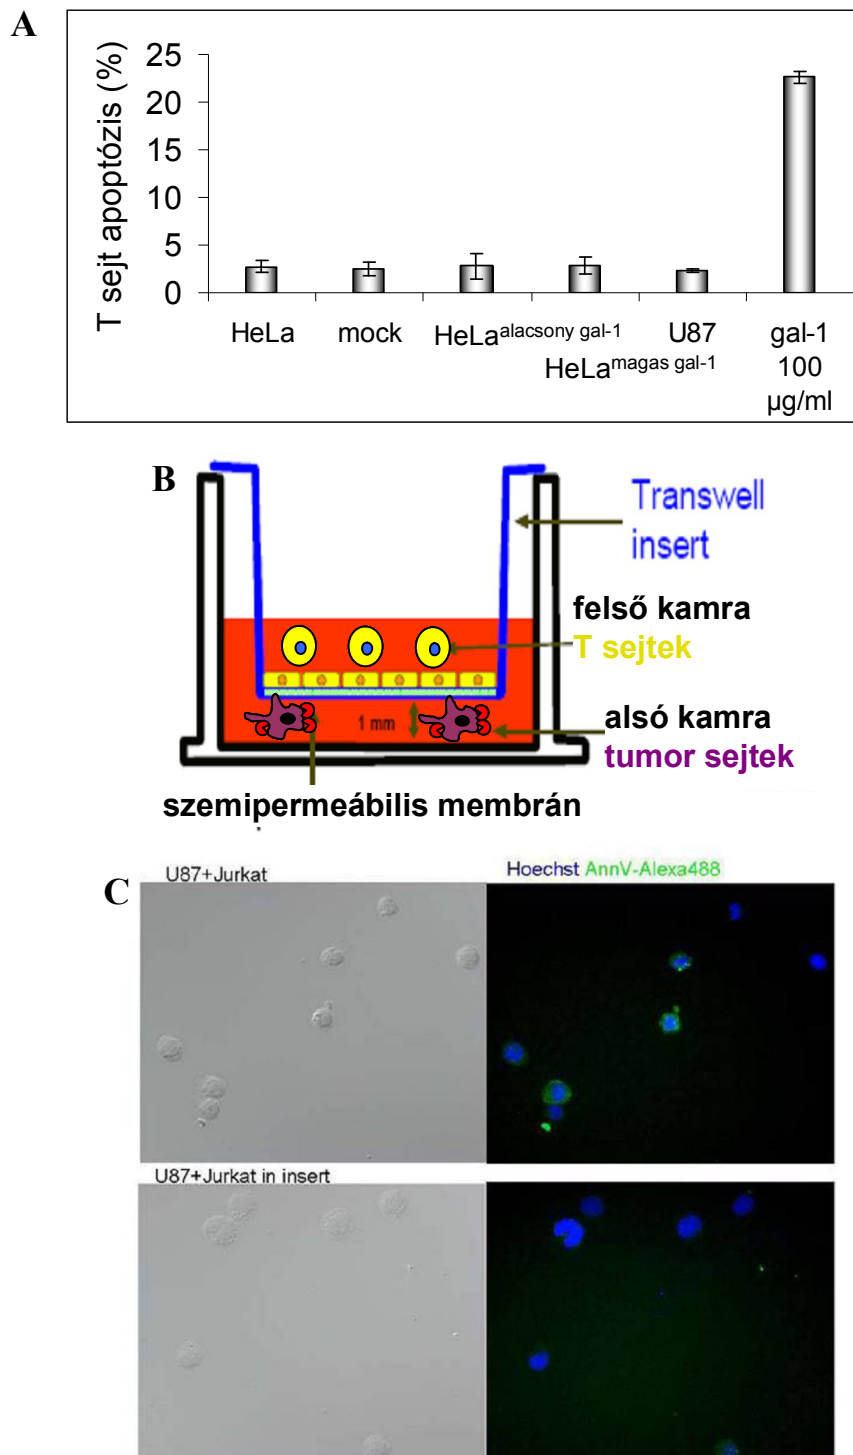 A
T sejt apoptózis (%)
25
20
15
10
5
0
HeLa
mock
HeLa^alacsony gal-1
HeLa^magas gal-1
U87
gal-1
100
µg/ml
B
Transwell
insert
felső kamra
T sejtek
1 mm
alsó kamra
tumor sejtek
szemipermeábilis membrán
C
U87+Jurkat
Hoechst AnnV-Alexa488
U87+Jurkat in insert